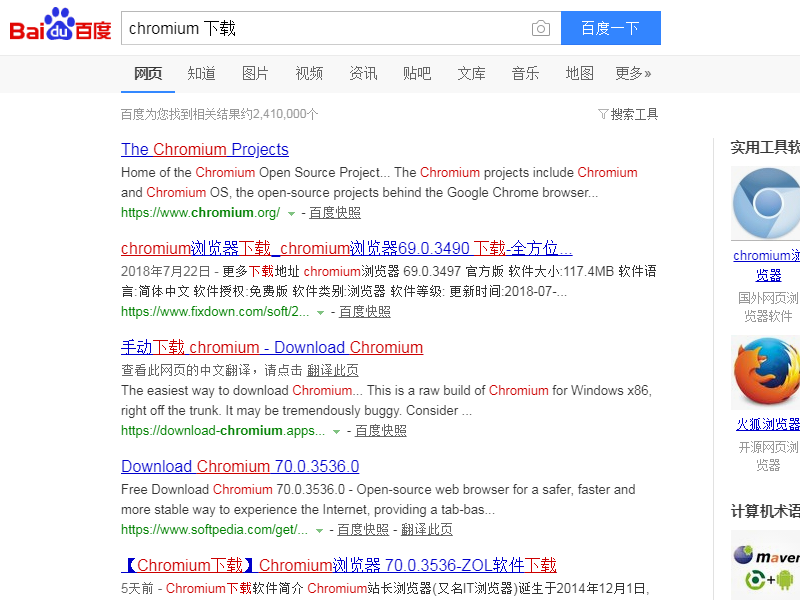 Bai du 百度
chromium 下载
百度一下
网页 知道 图片 视频 资讯 贴吧 文库 音乐 地图 更多»
百度为您找到相关结果约2,410,000个
搜索工具
The Chromium Projects
Home of the Chromium Open Source Project... The Chromium projects include Chromium
and Chromium OS, the open-source projects behind the Google Chrome browser...
https://www.chromium.org/ - 百度快照
chromium浏览器下载_chromium浏览器69.0.3490 下载-全方位...
2018年7月22日 - 更多下载地址 chromium浏览器 69.0.3497 官方版 软件大小:117.4MB 软件语
言:简体中文 软件授权:免费版 软件类别:浏览器 软件等级: 更新时间:2018-07-...
https://www.fixdown.com/soft/2... - 百度快照
手动下载 chromium - Download Chromium
查看此网页的中文翻译，请点击 翻译此页
The easiest way to download Chromium... This is a raw build of Chromium for Windows x86,
right off the trunk. It may be tremendously buggy. Consider ...
https://download-chromium.apps... - 百度快照
Download Chromium 70.0.3536.0
Free Download Chromium 70.0.3536.0 - Open-source web browser for a safer, faster and
more stable way to experience the Internet, providing a tab-bas...
https://www.softpedia.com/get/... - 百度快照 - 翻译此页
【Chromium下载】Chromium浏览器 70.0.3536-ZOL软件下载
5天前 - Chromium下载软件简介 Chromium站长浏览器(又名IT浏览器)诞生于2014年12月1日,
实用工具软
chromium浏
览器
国外网页浏
览器软件
火狐浏览器
开源网页浏
览器
计算机术语
maven